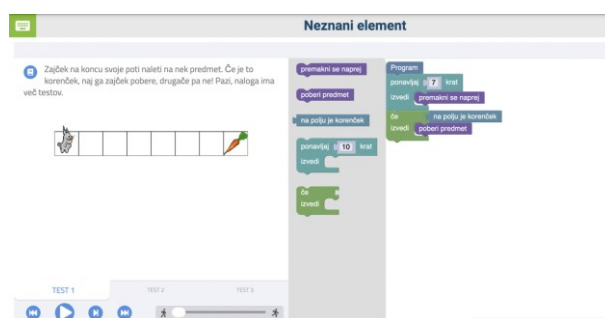 Neznani element
Zajček na koncu svoje poti naleti na nek predmet. Če je to
korenček, naj ga zajček pobere, drugače pa ne! Pazi, naloga ima
več testov.
premakni se naprej
poberi predmet
na polju je korenček
ponavljaj 10 krat
izvedi
če
izvedi
Program
ponavljaj 7 krat
izvedi premakni se naprej
če na polju je korenček
izvedi poberi predmet
TEST 1 TEST 2 TEST 3